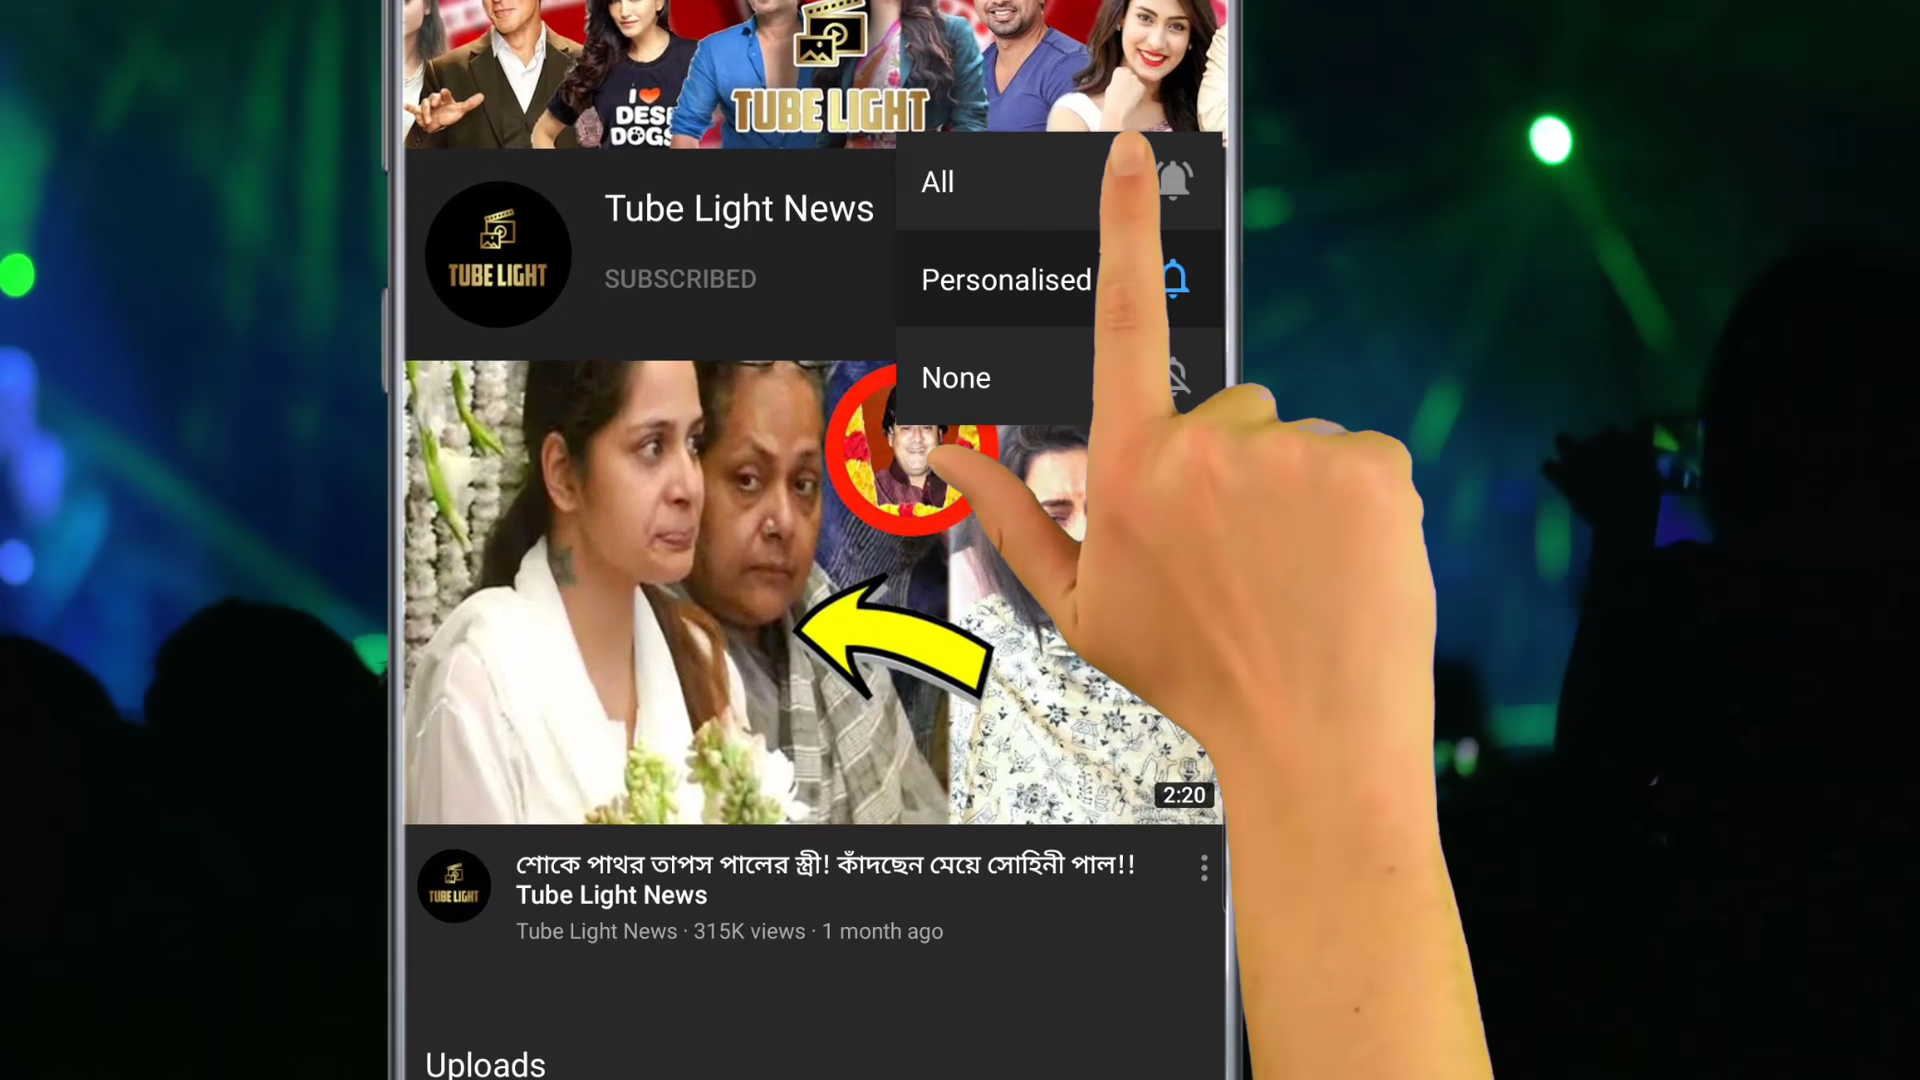 I ❤ DESI DOGS
TUBE LIGHT
All
Tube Light News
TUBE LIGHT
SUBSCRIBED
Personalised
None
2:20
শোকে পাথর তাপস পালের স্ত্রী! কাঁদছেন মেয়ে সোহিনী পাল!!
Tube Light News
TUBE LIGHT
Tube Light News · 315K views · 1 month ago
Uploads